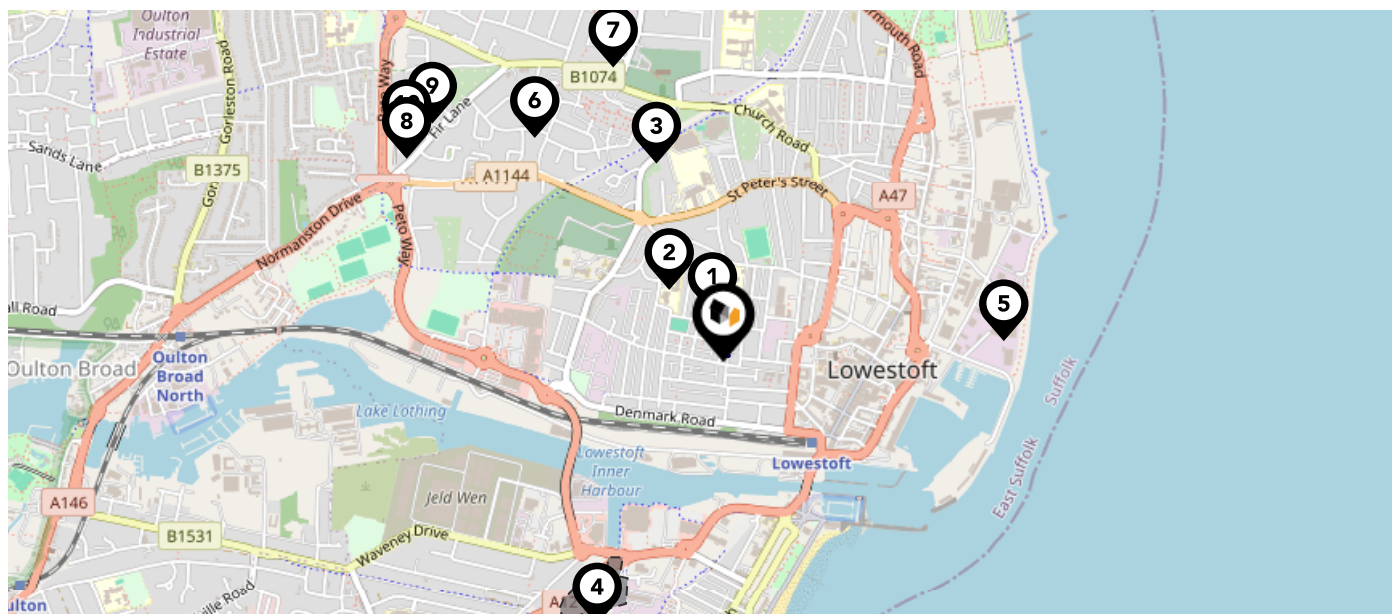 Oulton
Industrial
Estate
Gorleston Road
Sands Lane
B1375
Normanston Drive
Peto Way
Fir Lane
B1074
Church Road
A1144
St Peter's Street
A47
7
9
8
6
3
2
1
5
4
Oulton
Broad
North
Oulton Broad
Lake Lothing
Denmark Road
Lowestoft
Lowestoft
Lowestoft
Inner
Harbour
Jeld Wen
A146
B1531
Waveney Drive
Suffolk
East Suffolk